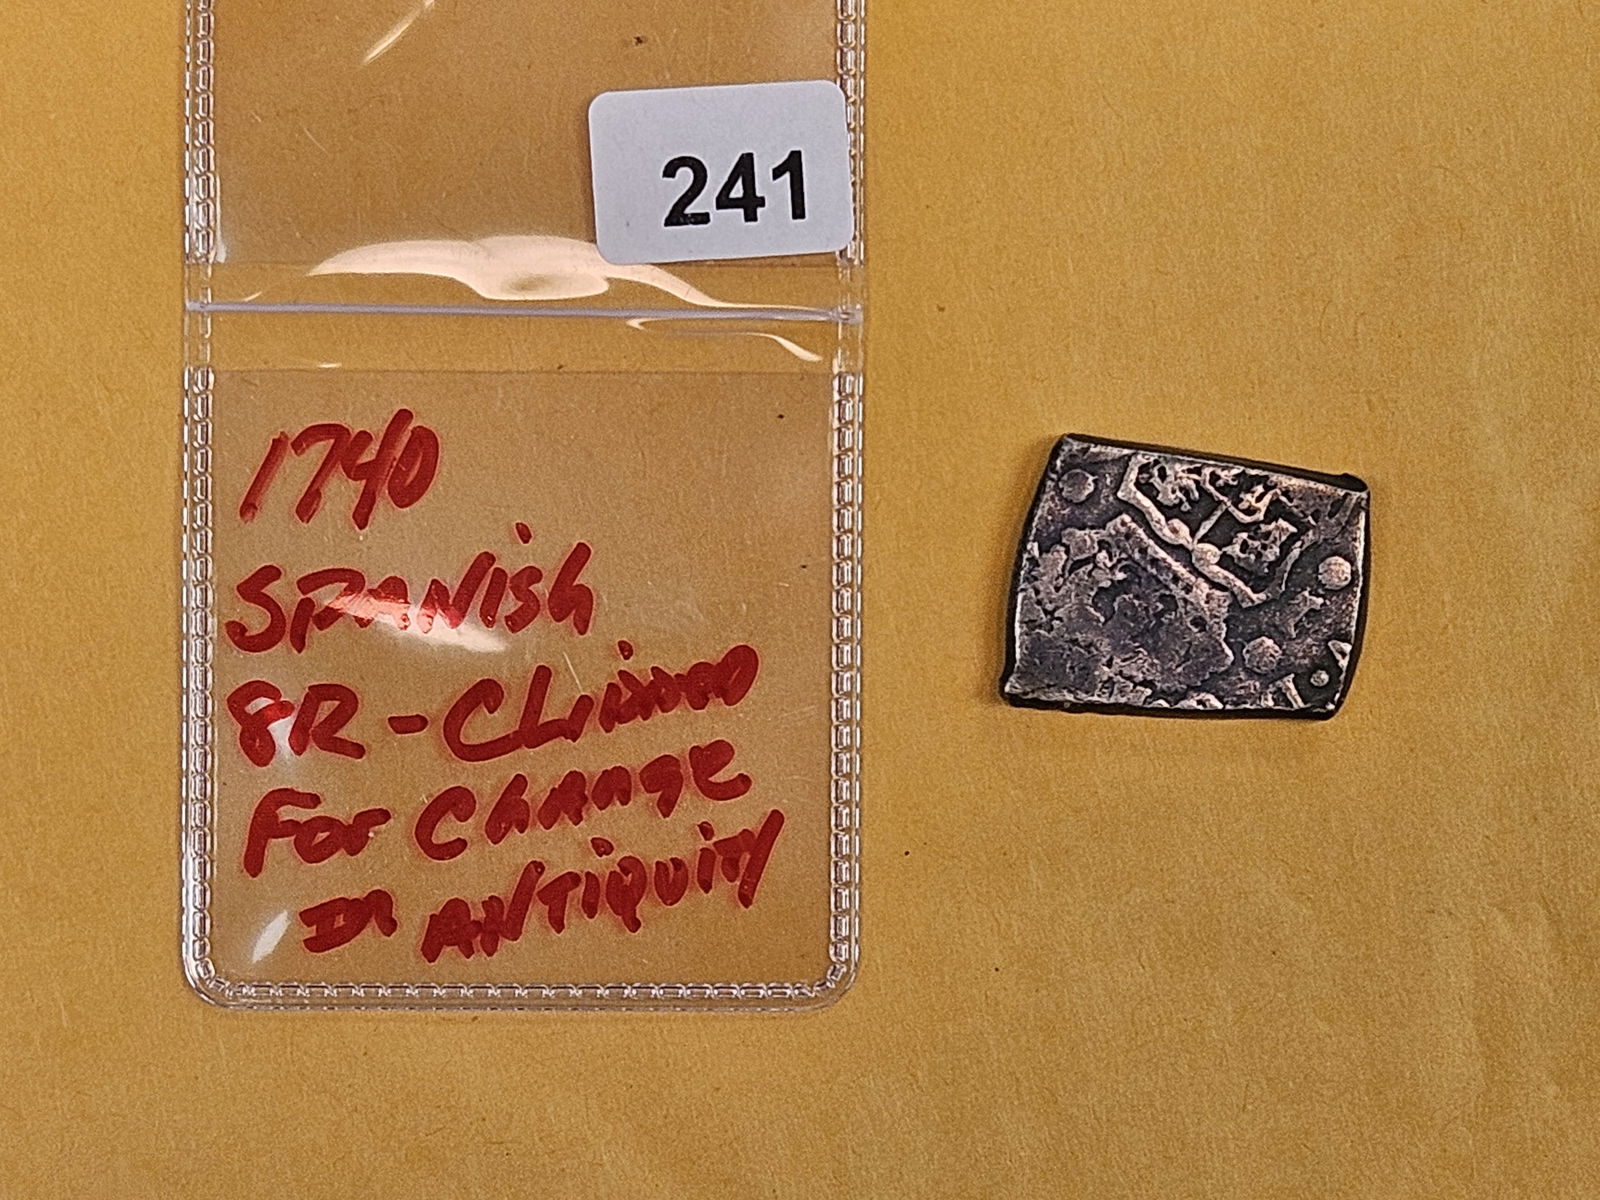 241
1740
SPANISh
8R - CLIPPED
For ChANgE
In ANTIQUITY